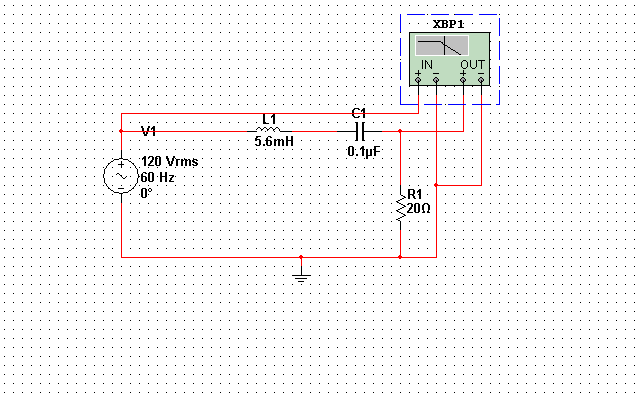 XBP1
IN OUT
+ − + −
L1
5.6mH
C1
0.1µF
V1
120 Vrms
60 Hz
0°
R1
20Ω